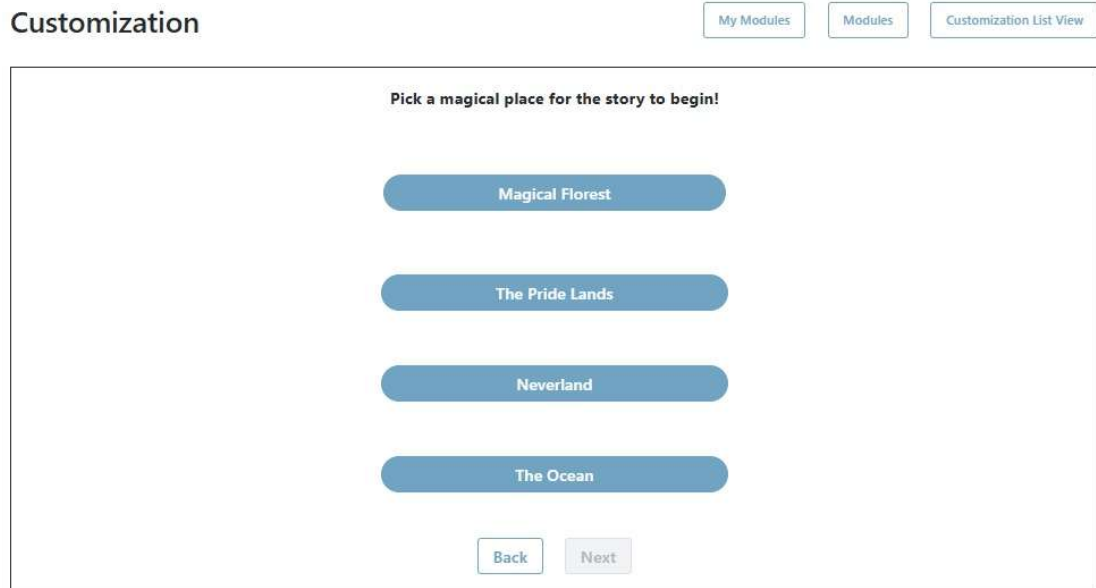 Customization
My Modules
Modules
Customization List View
Pick a magical place for the story to begin!
Magical Florest
The Pride Lands
Neverland
The Ocean
Back
Next